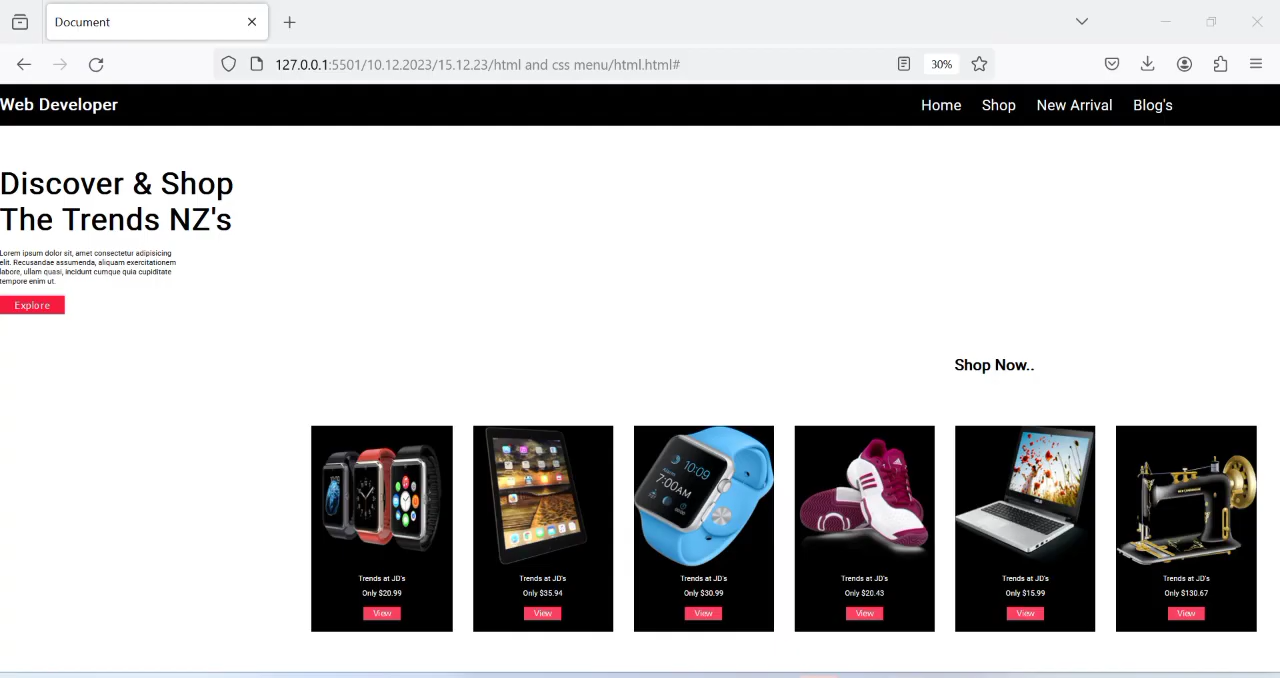 Document
127.0.0.1:5501/10.12.2023/15.12.23/html and css menu/html.html#
30%
Web Developer
Home Shop New Arrival Blog's
Discover & Shop
The Trends NZ's
Lorem ipsum dolor sit, amet consectetur adipisicing
elit. Recusandae assumenda, aliquam exercitationem
labore, ullam quasi, incidunt cumque quia cupiditate
tempore enim ut.
Explore
Shop Now..
10:09
7:00AM
ASUS
Trends at JD's
Only $20.99
View
Trends at JD's
Only $35.94
View
Trends at JD's
Only $30.99
View
Trends at JD's
Only $20.43
View
Trends at JD's
Only $15.99
View
Trends at JD's
Only $130.67
View